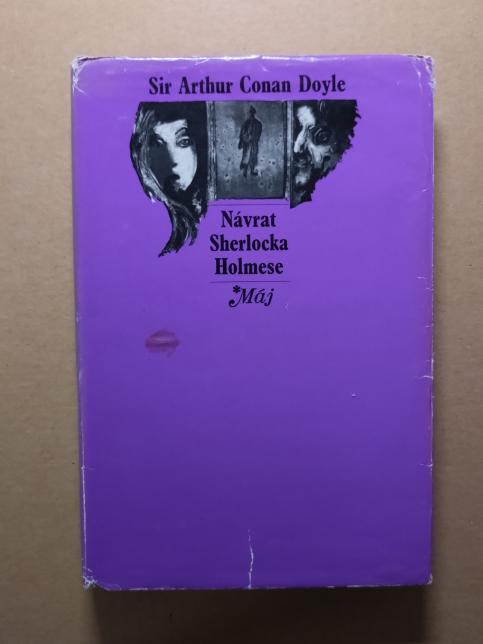 Sir Arthur Conan Doyle
Návrat
Sherlocka
Holmese
*Máj